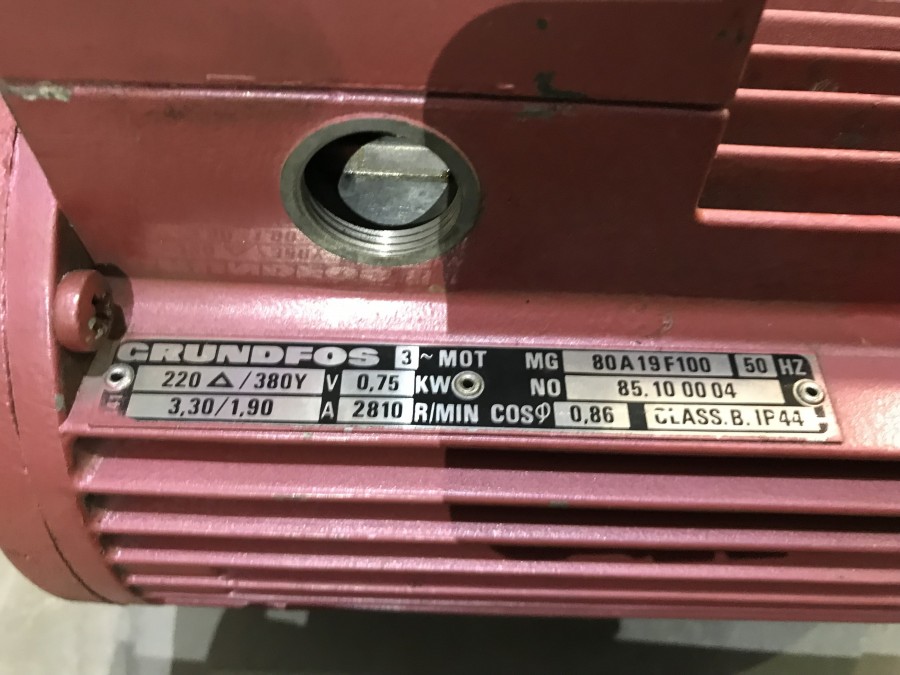 GRUNDFOS 3 ~ MOT MG 80A19F100 50 HZ
220 △ /380Y V 0,75 KW NO 85.10 00 04
3,30/1,90 A 2810 R/MIN COSφ 0,86 CLASS.B.IP44